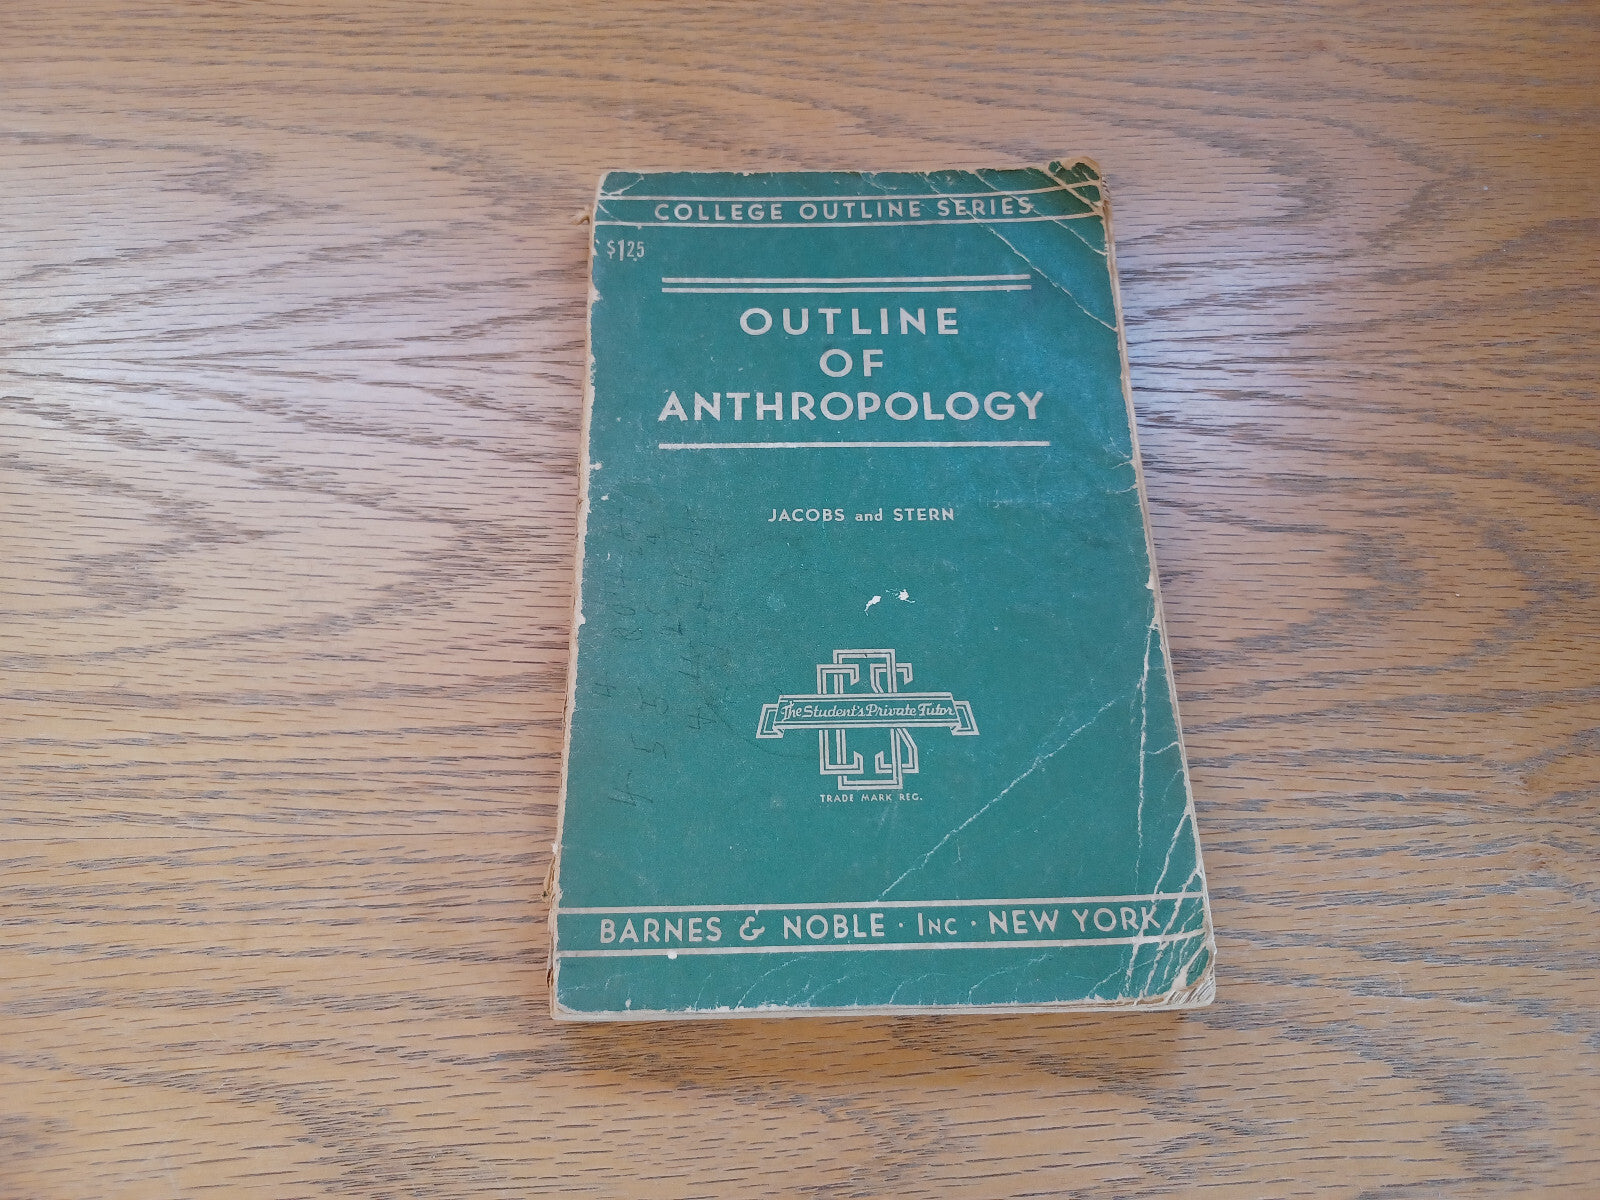 COLLEGE OUTLINE SERIES
$1.25
OUTLINE
OF
ANTHROPOLOGY
JACOBS and STERN
The Student's Private Tutor
TRADE MARK REG.
BARNES & NOBLE · INC · NEW YORK